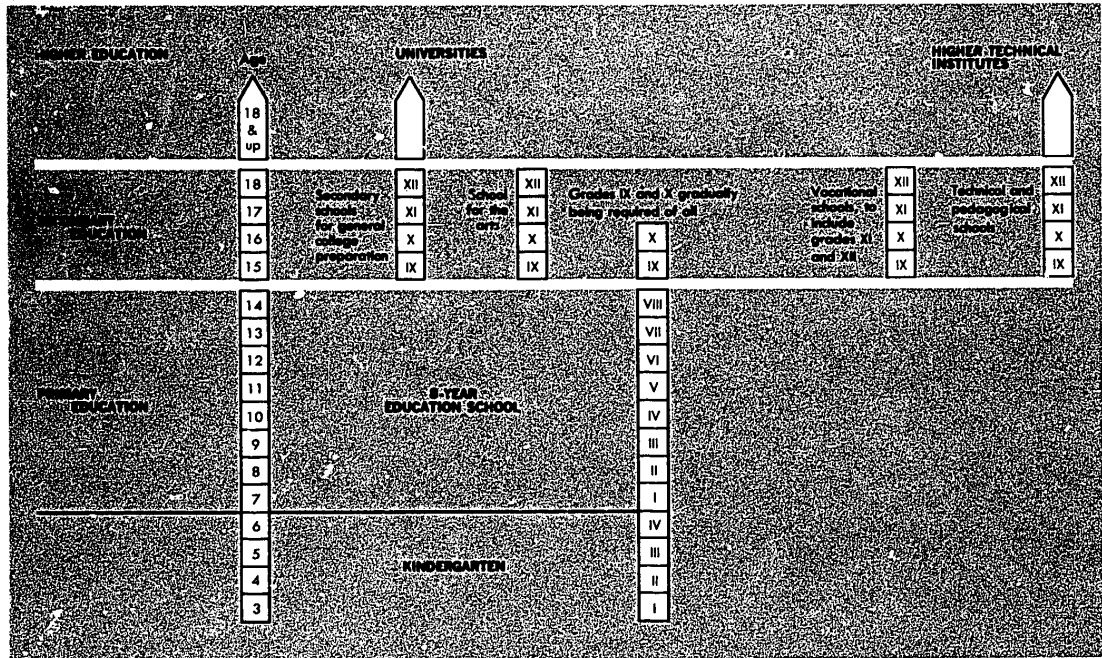 HIGHER EDUCATION
Age
UNIVERSITIES
HIGHER TECHNICAL
INSTITUTES
18
&
up
18
17
16
15
SECONDARY
EDUCATION
Secondary
schools
for general
college
preparation
XII
XI
X
IX
School
for the
arts
XII
XI
X
IX
Grades IX and X gradually
being required of all
X
IX
Vocational
schools - to
include
grades XI
and XII
XII
XI
X
IX
Technical and
pedagogical
schools
XII
XI
X
IX
14
13
12
11
10
9
8
7
PRIMARY
EDUCATION
8-YEAR
EDUCATION SCHOOL
VIII
VII
VI
V
IV
III
II
I
6
5
4
3
KINDERGARTEN
IV
III
II
I